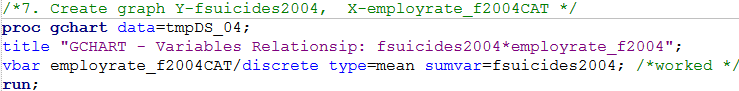 /*7. Create graph Y-fsuicides2004,  X-employrate_f2004CAT */
proc gchart data=tmpDS_04;
title "GCHART - Variables Relationsip: fsuicides2004*employrate_f2004";
vbar employrate_f2004CAT/discrete type=mean sumvar=fsuicides2004; /*worked */
run;